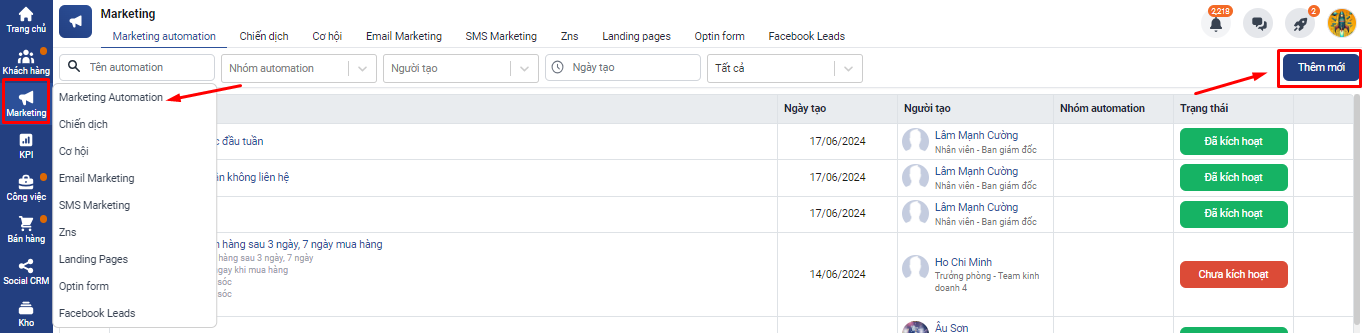 Trang chủ
Khách hàng
Marketing
KPI
Công việc
Bán hàng
Social CRM
Kho
Marketing
Marketing automation
Chiến dịch
Cơ hội
Email Marketing
SMS Marketing
Zns
Landing pages
Optin form
Facebook Leads
2,218
2
Tên automation
Nhóm automation
Người tạo
Ngày tạo
Tất cả
Thêm mới
Marketing Automation
Chiến dịch
Cơ hội
Email Marketing
SMS Marketing
Zns
Landing Pages
Optin form
Facebook Leads
Ngày tạo
Người tạo
Nhóm automation
Trạng thái
đầu tuần
17/06/2024
Lâm Mạnh Cường
Nhân viên - Ban giám đốc
Đã kích hoạt
không liên hệ
17/06/2024
Lâm Mạnh Cường
Nhân viên - Ban giám đốc
Đã kích hoạt
17/06/2024
Lâm Mạnh Cường
Nhân viên - Ban giám đốc
Đã kích hoạt
hàng sau 3 ngày, 7 ngày mua hàng
hàng sau 3 ngày, 7 ngày
ngay khi mua hàng
sóc
sóc
14/06/2024
Ho Chi Minh
Trưởng phòng - Team kinh
doanh 4
Chưa kích hoạt
Âu Sơn